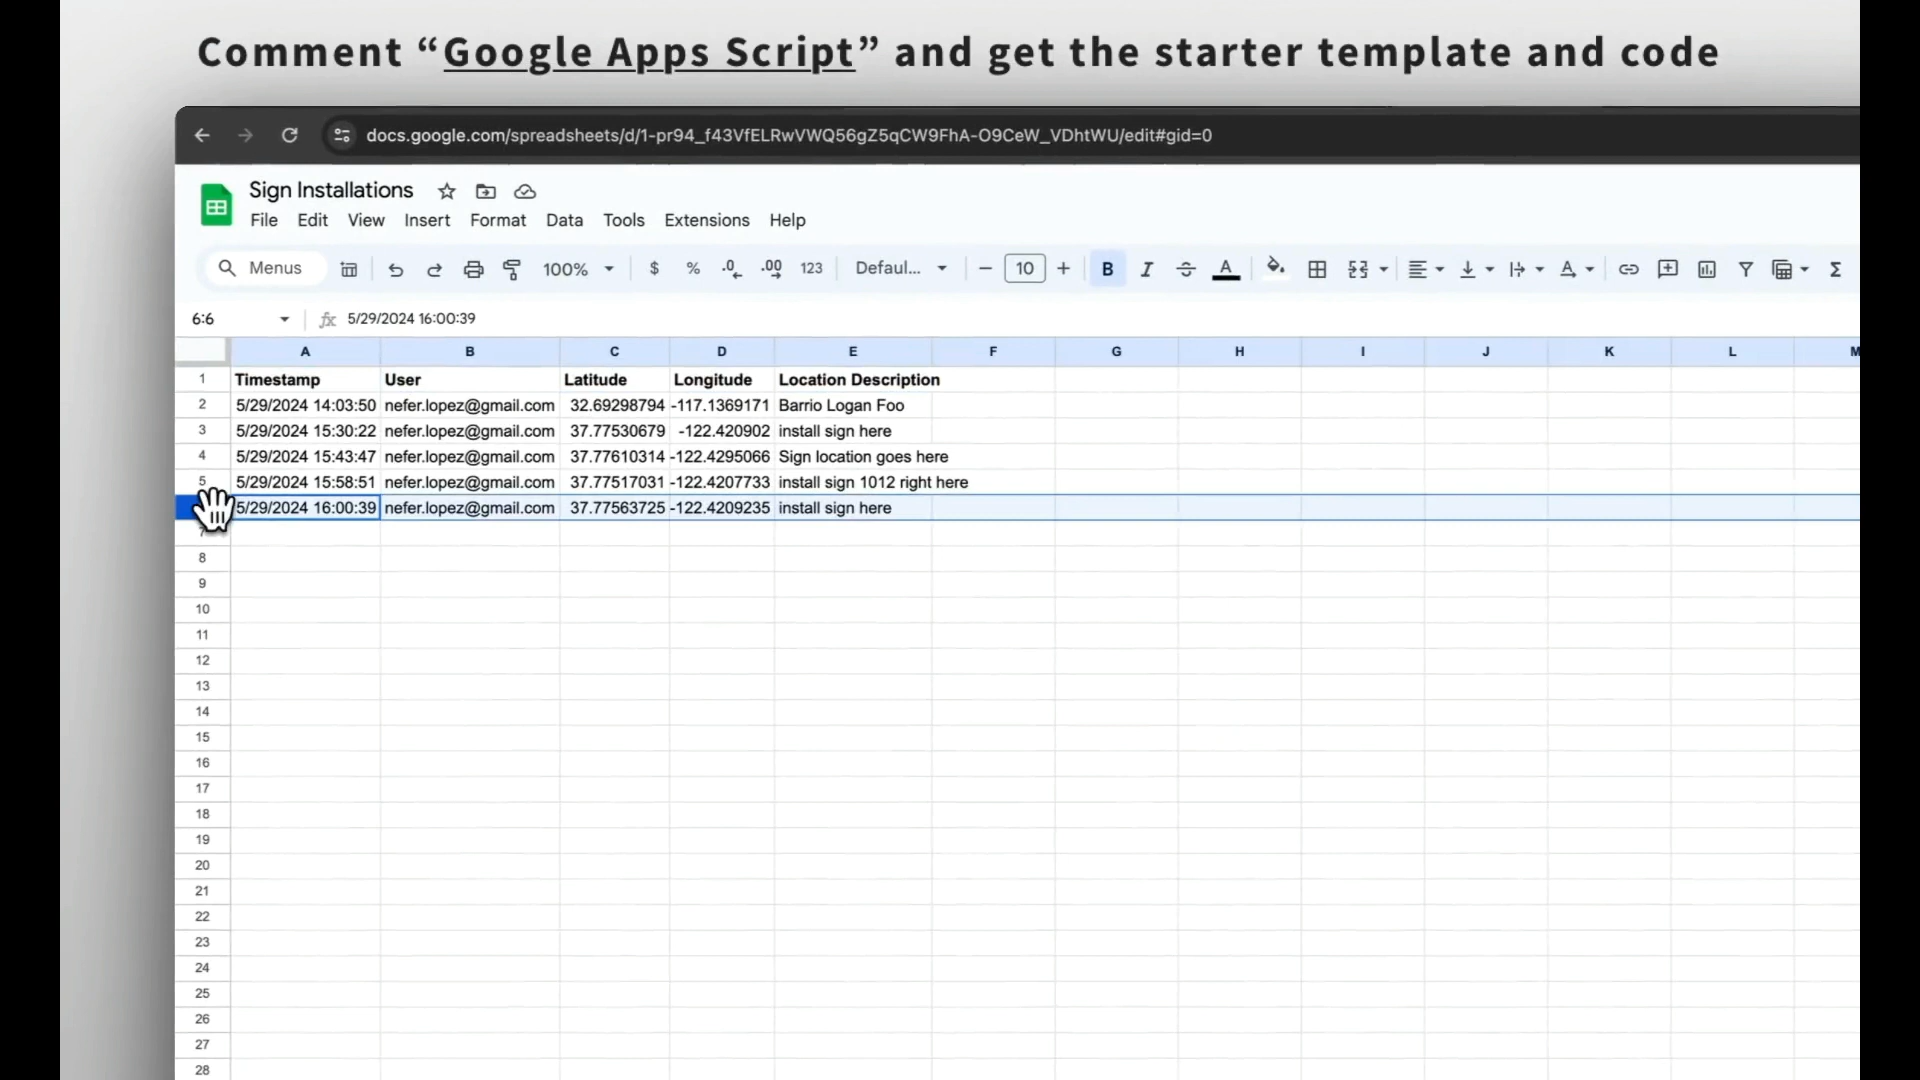 Comment “Google Apps Script” and get the starter template and code
docs.google.com/spreadsheets/d/1-pr94_f43VfELRwVWQ56gZ5qCW9FhA-O9CeW_VDhtWU/edit#gid=0
Sign Installations
File Edit View Insert Format Data Tools Extensions Help
Menus 100% $ % .0 .00 123 Defaul... − 10 + B I S A A Σ
6:6 fx 5/29/2024 16:00:39
A B C D E F G H I J K L M
1 Timestamp User Latitude Longitude Location Description
2 5/29/2024 14:03:50 nefer.lopez@gmail.com 32.69298794 -117.1369171 Barrio Logan Foo
3 5/29/2024 15:30:22 nefer.lopez@gmail.com 37.77530679 -122.420902 install sign here
4 5/29/2024 15:43:47 nefer.lopez@gmail.com 37.77610314 -122.4295066 Sign location goes here
5 5/29/2024 15:58:51 nefer.lopez@gmail.com 37.77517031 -122.4207733 install sign 1012 right here
5/29/2024 16:00:39 nefer.lopez@gmail.com 37.77563725 -122.4209235 install sign here
7
8
9
10
11
12
13
14
15
16
17
18
19
20
21
22
23
24
25
26
27
28